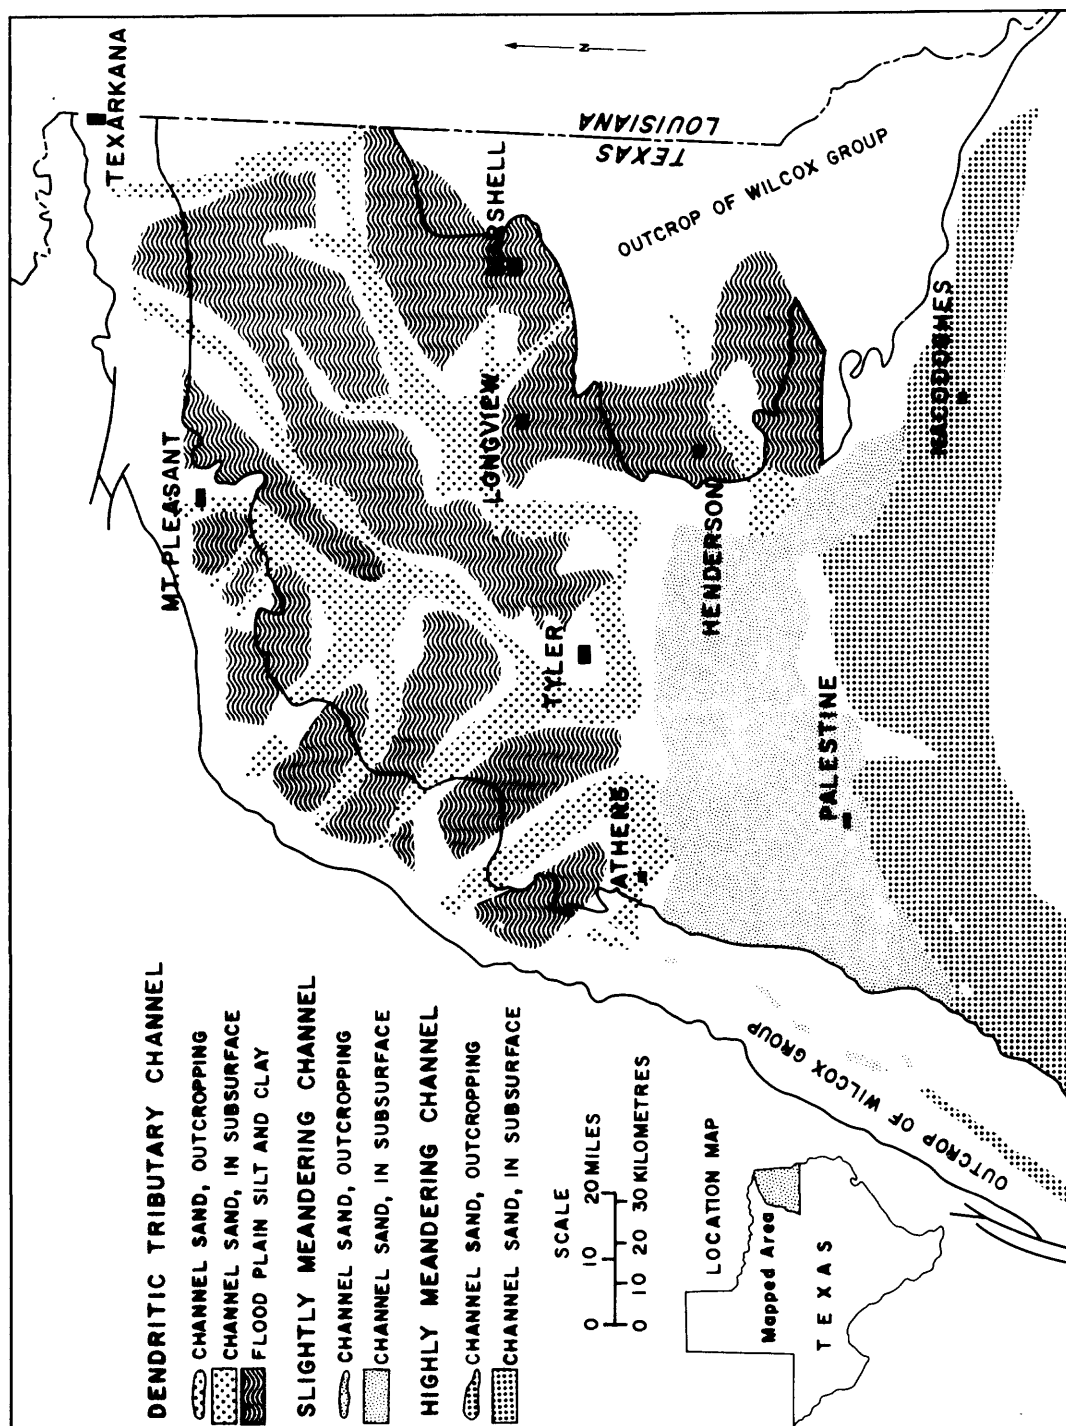 DENDRITIC TRIBUTARY CHANNEL
CHANNEL SAND, OUTCROPPING
CHANNEL SAND, IN SUBSURFACE
FLOOD PLAIN SILT AND CLAY
SLIGHTLY MEANDERING CHANNEL
CHANNEL SAND, OUTCROPPING
CHANNEL SAND, IN SUBSURFACE
HIGHLY MEANDERING CHANNEL
CHANNEL SAND, OUTCROPPING
CHANNEL SAND, IN SUBSURFACE
SCALE
0 10 20 MILES
0 10 20 30 KILOMETRES
LOCATION MAP
Mapped Area
TEXAS
TEXARKANA
MT. PLEASANT
MARSHELL
LONGVIEW
TYLER
ATHENS
HENDERSON
PALESTINE
NACODOCHES
N
TEXAS
LOUISIANA
OUTCROP OF WILCOX GROUP
OUTCROP OF WILCOX GROUP